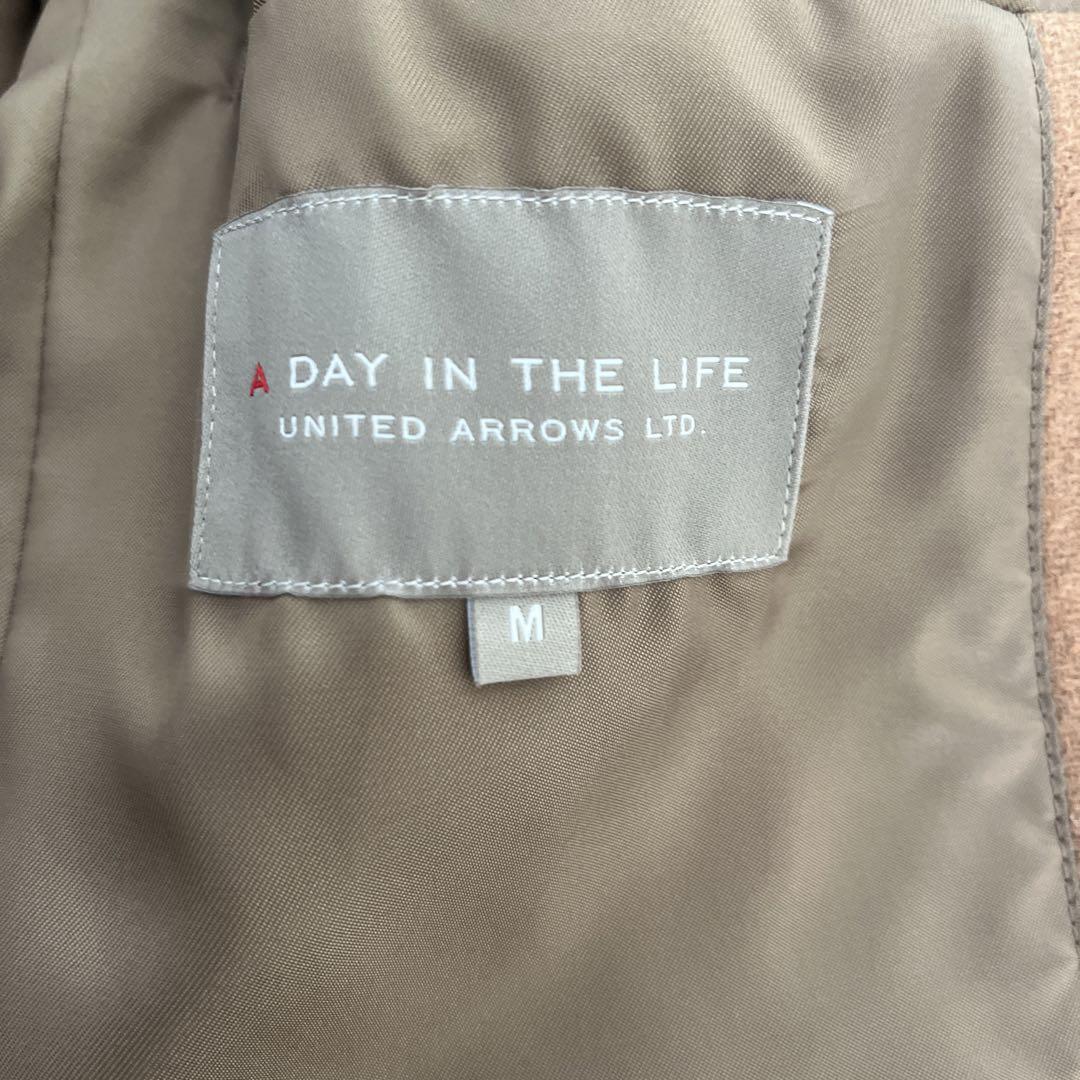 A DAY IN THE LIFE
UNITED ARROWS LTD.
M